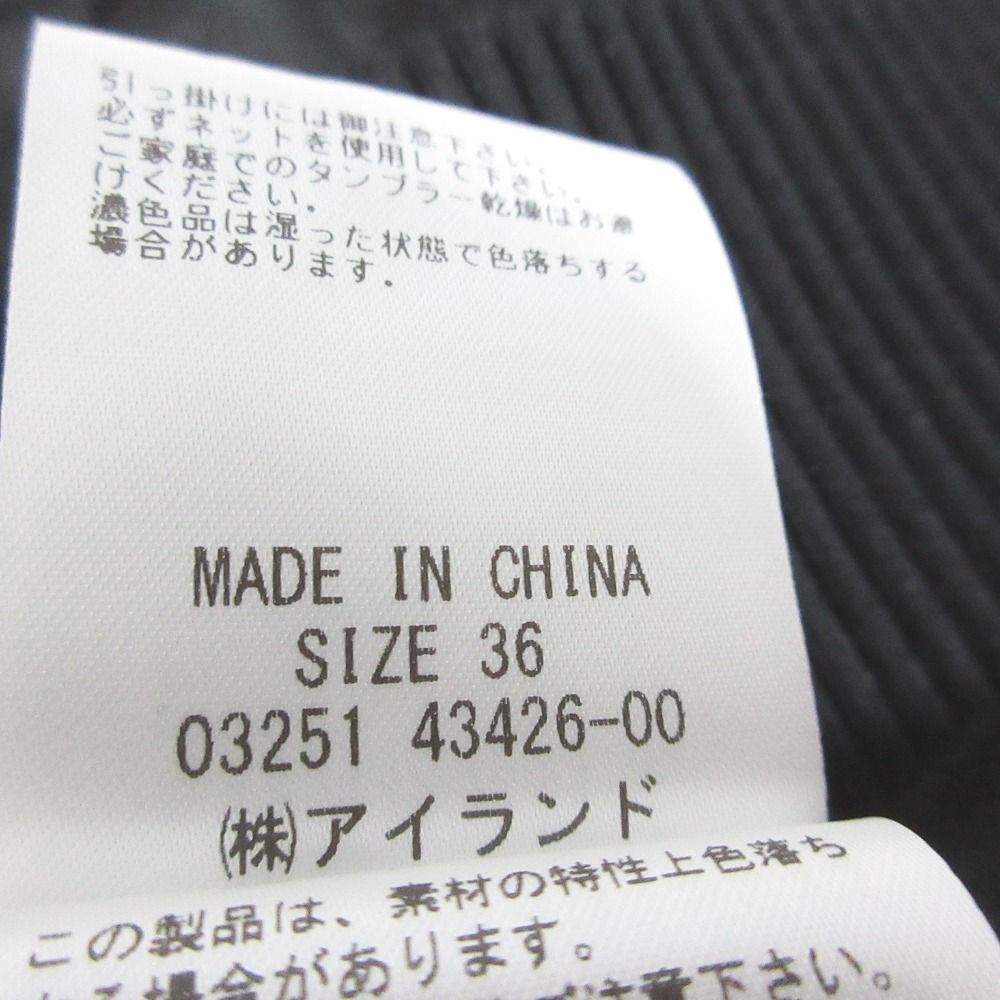 引っ掛けには御注意下さい。
必ずネットを使用して下さい。
ご家庭でのタンブラー乾燥はお避
けください。
濃色品は湿った状態で色落ちする
場合があります。
MADE IN CHINA
SIZE 36
03251 43426-00
㈱アイランド
この製品は、素材の特性上色落ち
る場合があります。
注意下さい。